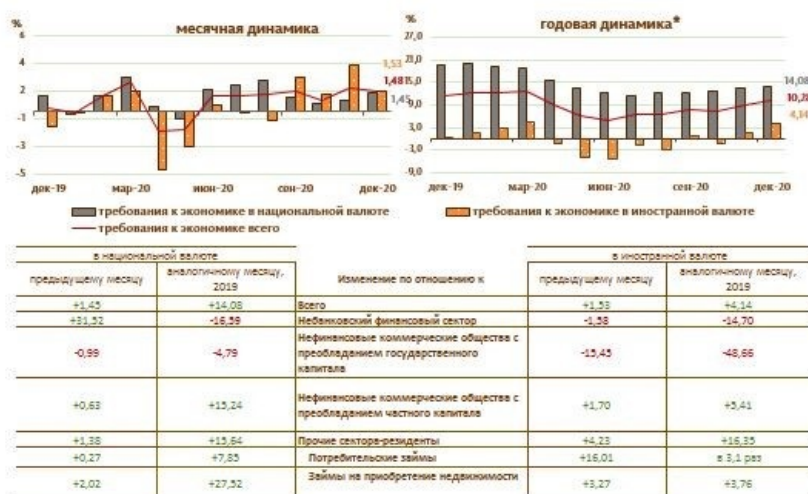 месячная динамика
%
6
2
-1
-3
-5
1,53
1,481
1,45
дек-19 мар-20 июн-20 сен-20 дек-20
годовая динамика*
%
27,0
21,0
15,0
9,0
3,0
-1,0
-9,0
14,08
10,28
4,14
дек-19 мар-20 июн-20 сен-20 дек-20
требования к экономике в национальной валюте
требования к экономике в иностранной валюте
требования к экономике всего
в национальной валюте
в иностранной валюте
предыдущему месяцу
аналогичному месяцу, 2019
Изменение по отношению к
предыдущему месяцу
аналогичному месяцу, 2019
+1,45 +14,08 Всего +1,53 +4,14
+31,52 -16,59 Небанковский финансовый сектор -1,58 -14,70
Нефинансовые коммерческие общества с
-0,99 -4,79 преобладанием государственного -15,45 -48,66
капитала
Нефинансовые коммерческие общества с
+0,63 +15,24 преобладанием частного капитала +1,70 +5,41
+1,38 +15,64 Прочие сектора-резиденты +4,23 +16,35
+0,27 +7,85 Потребительские займы +16,01 в 3,1 раз
+2,02 +27,52 Займы на приобретение недвижимости +3,27 +3,76